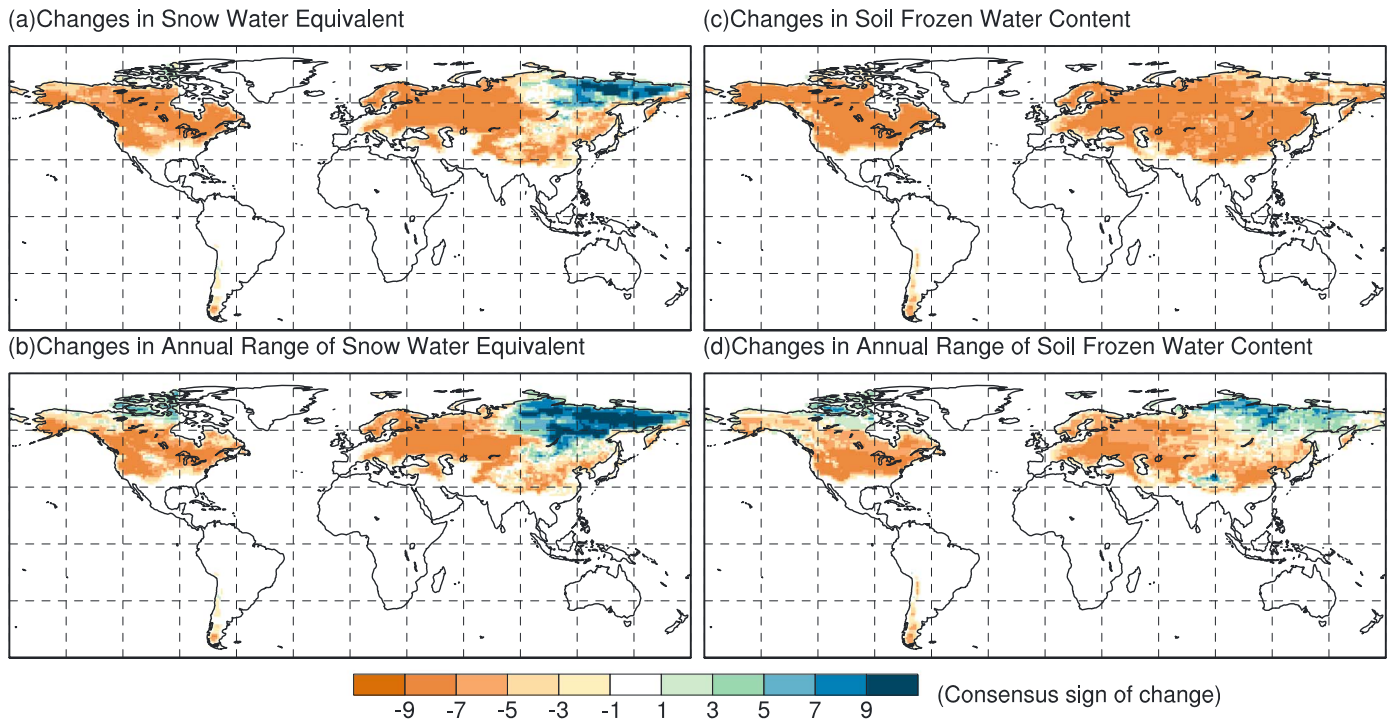 (a)Changes in Snow Water Equivalent
(c)Changes in Soil Frozen Water Content
(b)Changes in Annual Range of Snow Water Equivalent
(d)Changes in Annual Range of Soil Frozen Water Content
-9 -7 -5 -3 -1 1 3 5 7 9 (Consensus sign of change)